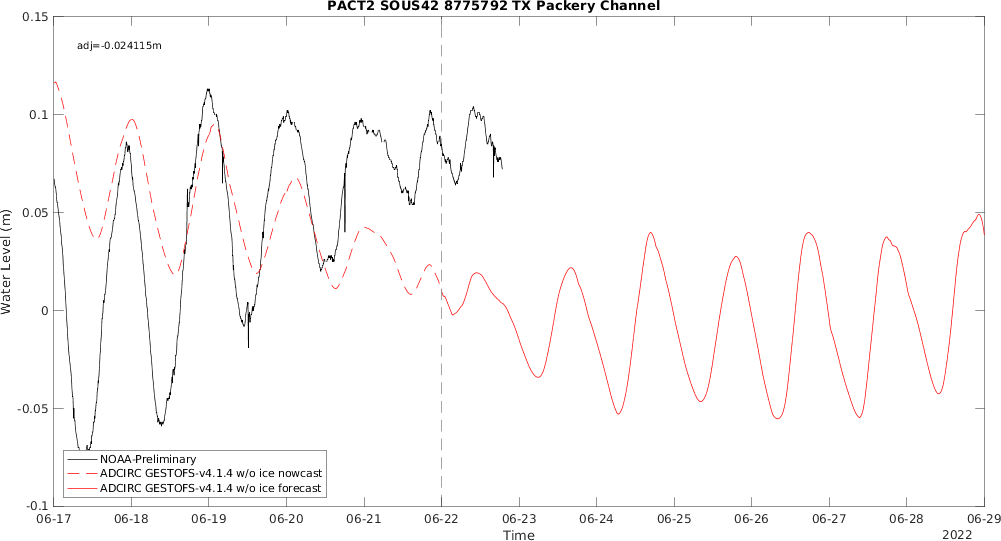 PACT2 SOUS42 8775792 TX Packery Channel
adj=-0.024115m
0.15
0.1
0.05
0
-0.05
-0.1
Water Level (m)
NOAA-Preliminary
ADCIRC GESTOFS-v4.1.4 w/o ice nowcast
ADCIRC GESTOFS-v4.1.4 w/o ice forecast
06-17 06-18 06-19 06-20 06-21 06-22 06-23 06-24 06-25 06-26 06-27 06-28 06-29
Time
2022